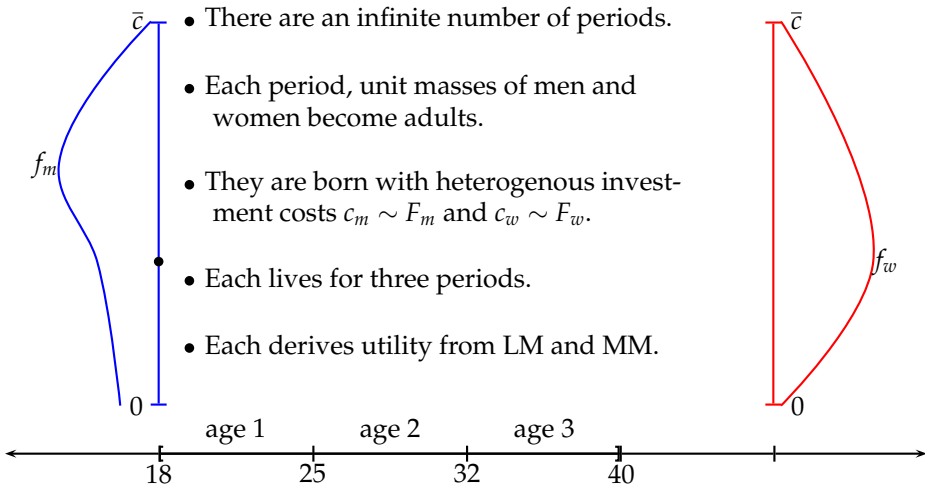 c̄
• There are an infinite number of periods.
c̄
• Each period, unit masses of men and
women become adults.
f_m
• They are born with heterogenous invest-
ment costs c_m ∼ F_m and c_w ∼ F_w.
f_w
• Each lives for three periods.
• Each derives utility from LM and MM.
0
0
age 1 age 2 age 3
18 25 32 40